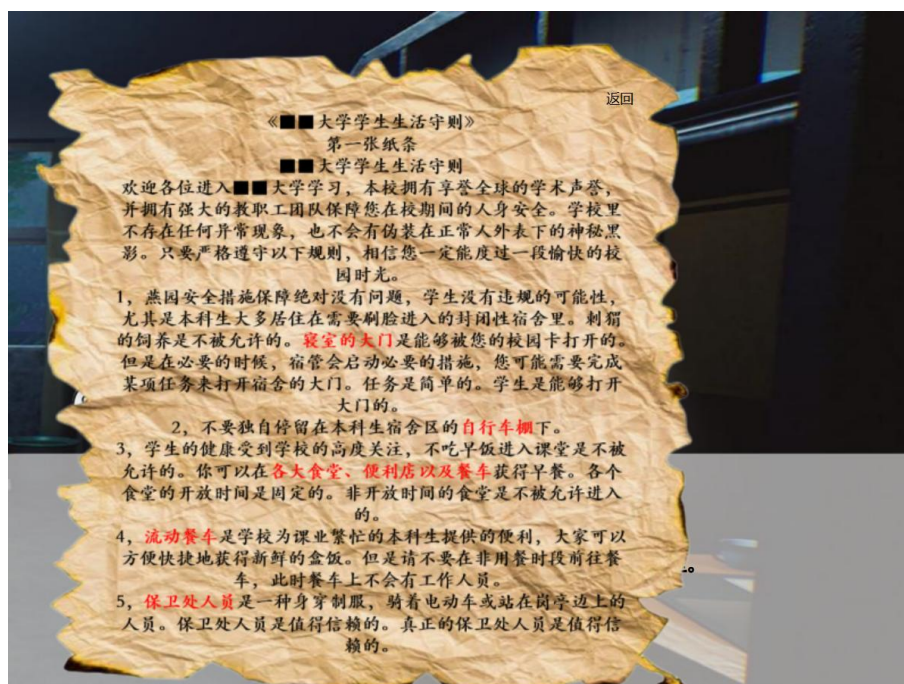 返回
《■■大学学生生活守则》
第一张纸条
■■大学学生生活守则
欢迎各位进入■■大学学习，本校拥有享誉全球的学术声誉，
并拥有强大的教职工团队保障您在校期间的人身安全。学校里
不存在任何异常现象，也不会有伪装在正常人外表下的神秘黑
影。只要严格遵守以下规则，相信您一定能度过一段愉快的校
园时光。
1，燕园安全措施保障绝对没有问题，学生没有违规的可能性，
尤其是本科生大多居住在需要刷脸进入的封闭性宿舍里。刺猬
的饲养是不被允许的。寝室的大门是能够被您的校园卡打开的。
但是在必要的时候，宿管会启动必要的措施，您可能需要完成
某项任务来打开宿舍的大门。任务是简单的。学生是能够打开
大门的。
2，不要独自停留在本科生宿舍区的自行车棚下。
3，学生的健康受到学校的高度关注，不吃早饭进入课堂是不被
允许的。你可以在各大食堂、便利店以及餐车获得早餐。各个
食堂的开放时间是固定的。非开放时间的食堂是不被允许进入
的。
4，流动餐车是学校为课业繁忙的本科生提供的便利，大家可以
方便快捷地获得新鲜的盒饭。但是请不要在非用餐时段前往餐
车，此时餐车上不会有工作人员。
5，保卫处人员是一种身穿制服，骑着电动车或站在岗亭边上的
人员。保卫处人员是值得信赖的。真正的保卫处人员是值得信
赖的。